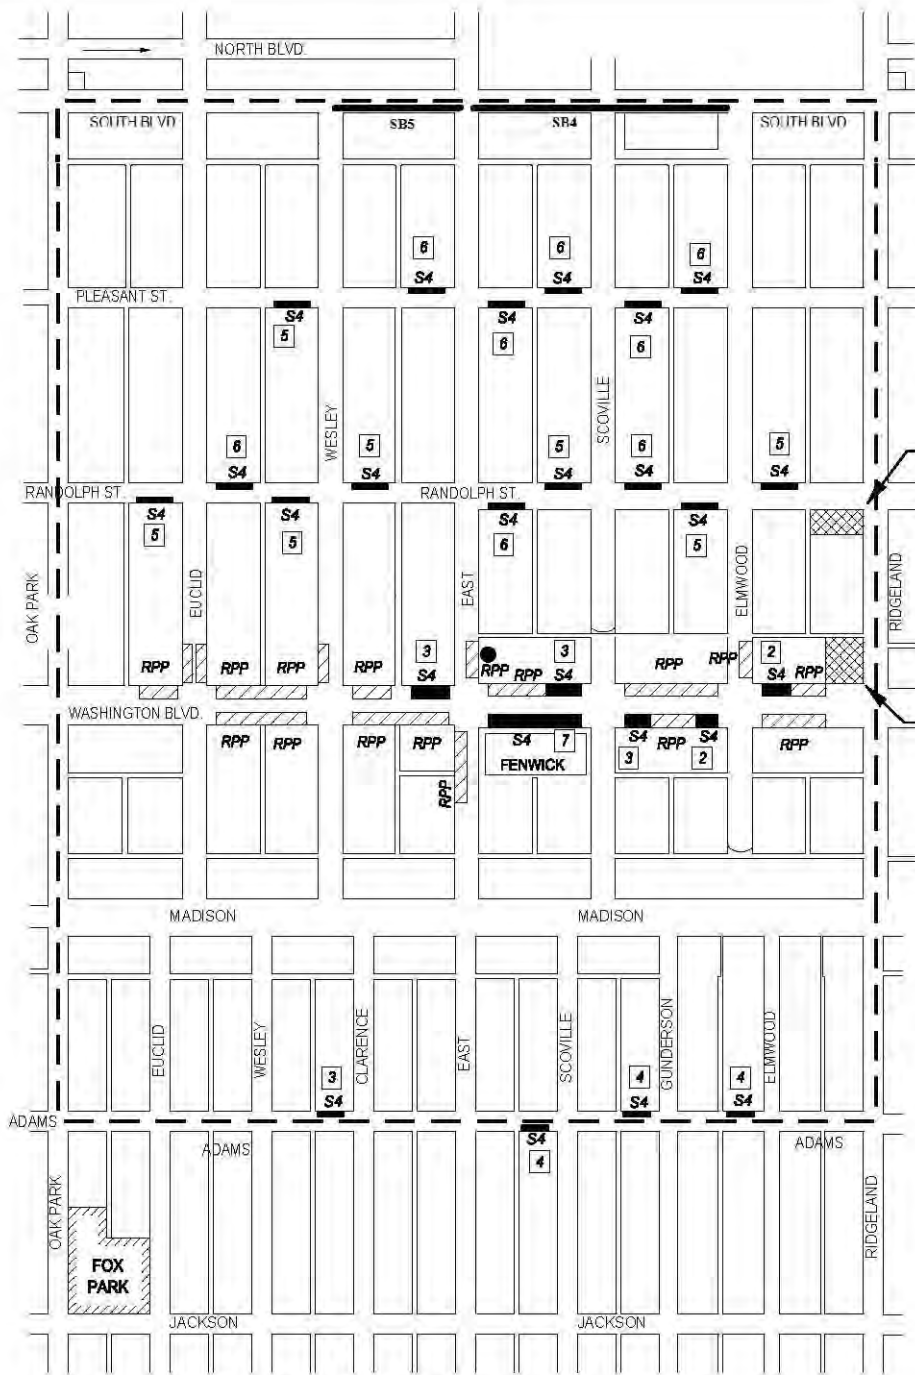 NORTH BLVD.
SOUTH BLVD
SB5
SB4
SOUTH BLVD
6
S4
6
S4
6
S4
PLEASANT ST.
S4
5
S4
6
S4
6
WESLEY
SCOVILLE
6
S4
5
S4
5
S4
6
S4
5
S4
RANDOLPH ST.
RANDOLPH ST.
S4
5
S4
5
S4
6
S4
5
OAK PARK
EUCLID
EAST
ELMWOOD
RIDGELAND
RPP
RPP
RPP
RPP
3
S4
RPP
RPP
3
S4
RPP
RPP
2
S4
RPP
WASHINGTON BLVD.
RPP
RPP
RPP
RPP
RPP
S4
7
FENWICK
S4
3
RPP
S4
2
RPP
MADISON
MADISON
EUCLID
WESLEY
CLARENCE
EAST
SCOVILLE
GUNDERSON
ELMWOOD
3
S4
4
S4
4
S4
ADAMS
ADAMS
S4
4
ADAMS
OAK PARK
RIDGELAND
FOX
PARK
JACKSON
JACKSON